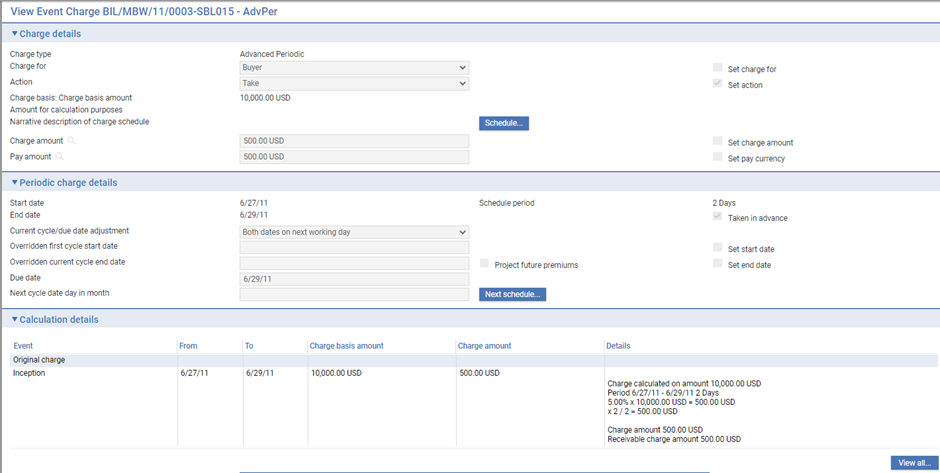 View Event Charge BIL/MBW/11/0003-SBL015 - AdvPer
Charge details
Charge type Advanced Periodic
Charge for Buyer Set charge for
Action Take Set action
Charge basis: Charge basis amount 10,000.00 USD
Amount for calculation purposes
Narrative description of charge schedule Schedule...
Charge amount 500.00 USD Set charge amount
Pay amount 500.00 USD Set pay currency
Periodic charge details
Start date 6/27/11 Schedule period 2 Days
End date 6/29/11 Taken in advance
Current cycle/due date adjustment Both dates on next working day
Overridden first cycle start date Set start date
Overridden current cycle end date Project future premiums Set end date
Due date 6/29/11
Next cycle date day in month Next schedule...
Calculation details
Event From To Charge basis amount Charge amount Details
Original charge
Inception 6/27/11 6/29/11 10,000.00 USD 500.00 USD
Charge calculated on amount 10,000.00 USD
Period 6/27/11 - 6/29/11 2 Days
5.00% x 10,000.00 USD = 500.00 USD
x 2 / 2 = 500.00 USD
Charge amount 500.00 USD
Receivable charge amount 500.00 USD
View all...